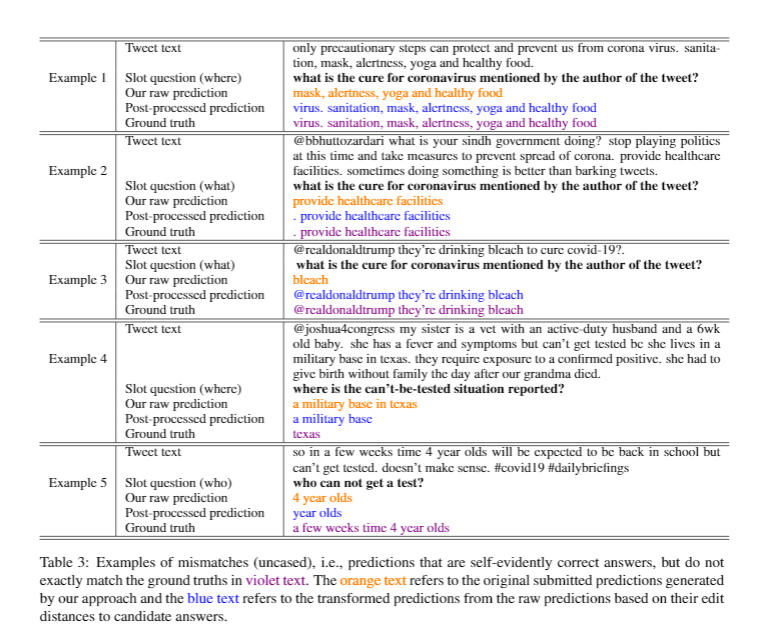 Tweet text only precautionary steps can protect and prevent us from corona virus. sanita-
tion, mask, alertness, yoga and healthy food.
Example 1 Slot question (where) what is the cure for coronavirus mentioned by the author of the tweet?
Our raw prediction mask, alertness, yoga and healthy food
Post-processed prediction virus. sanitation, mask, alertness, yoga and healthy food
Ground truth virus. sanitation, mask, alertness, yoga and healthy food
Tweet text @bbhuttozardari what is your sindh government doing? stop playing politics
at this time and take measures to prevent spread of corona. provide healthcare
Example 2 facilities. sometimes doing something is better than barking tweets.
Slot question (what) what is the cure for coronavirus mentioned by the author of the tweet?
Our raw prediction provide healthcare facilities
Post-processed prediction . provide healthcare facilities
Ground truth . provide healthcare facilities
Tweet text @realdonaldtrump they're drinking bleach to cure covid-19?.
Slot question (what) what is the cure for coronavirus mentioned by the author of the tweet?
Example 3 Our raw prediction bleach
Post-processed prediction @realdonaldtrump they're drinking bleach
Ground truth @realdonaldtrump they're drinking bleach
Tweet text @joshua4congress my sister is a vet with an active-duty husband and a 6wk
old baby. she has a fever and symptoms but can't get tested bc she lives in a
Example 4 military base in texas. they require exposure to a confirmed positive. she had to
give birth without family the day after our grandma died.
Slot question (where) where is the can't-be-tested situation reported?
Our raw prediction a military base in texas
Post-processed prediction a military base
Ground truth texas
Tweet text so in a few weeks time 4 year olds will be expected to be back in school but
can't get tested. doesn't make sense. #covid19 #dailybriefings
Example 5 Slot question (who) who can not get a test?
Our raw prediction 4 year olds
Post-processed prediction year olds
Ground truth a few weeks time 4 year olds
Table 3: Examples of mismatches (uncased), i.e., predictions that are self-evidently correct answers, but do not
exactly match the ground truths in violet text. The orange text refers to the original submitted predictions generated
by our approach and the blue text refers to the transformed predictions from the raw predictions based on their edit
distances to candidate answers.